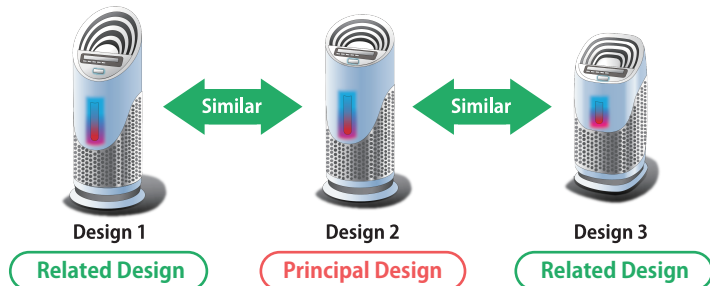 Similar
Similar
Design 1
Design 2
Design 3
Related Design
Principal Design
Related Design